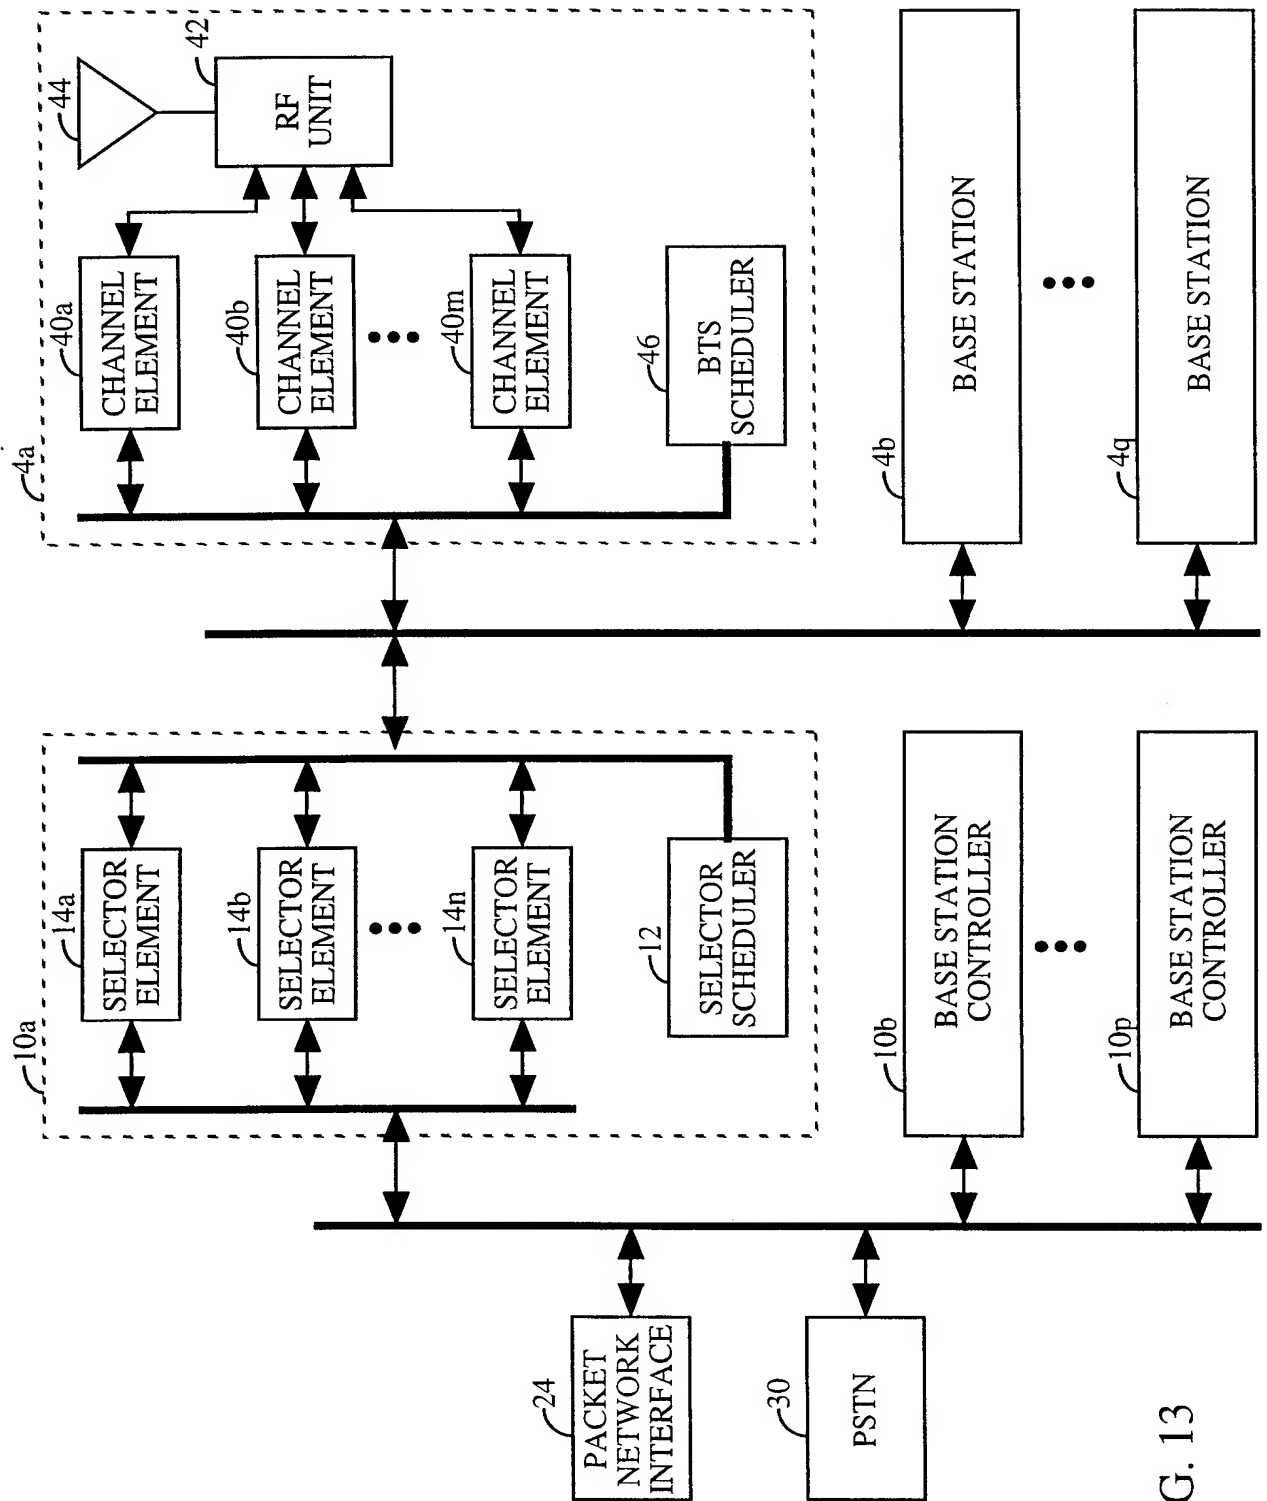 4a
44
42
RF
UNIT
40a
CHANNEL
ELEMENT
40b
CHANNEL
ELEMENT
40m
CHANNEL
ELEMENT
46
BTS
SCHEDULER
4b
BASE STATION
4q
BASE STATION
10a
14a
SELECTOR
ELEMENT
14b
SELECTOR
ELEMENT
14n
SELECTOR
ELEMENT
12
SELECTOR
SCHEDULER
10b
BASE STATION
CONTROLLER
10p
BASE STATION
CONTROLLER
24
PACKET
NETWORK
INTERFACE
30
PSTN
G. 13